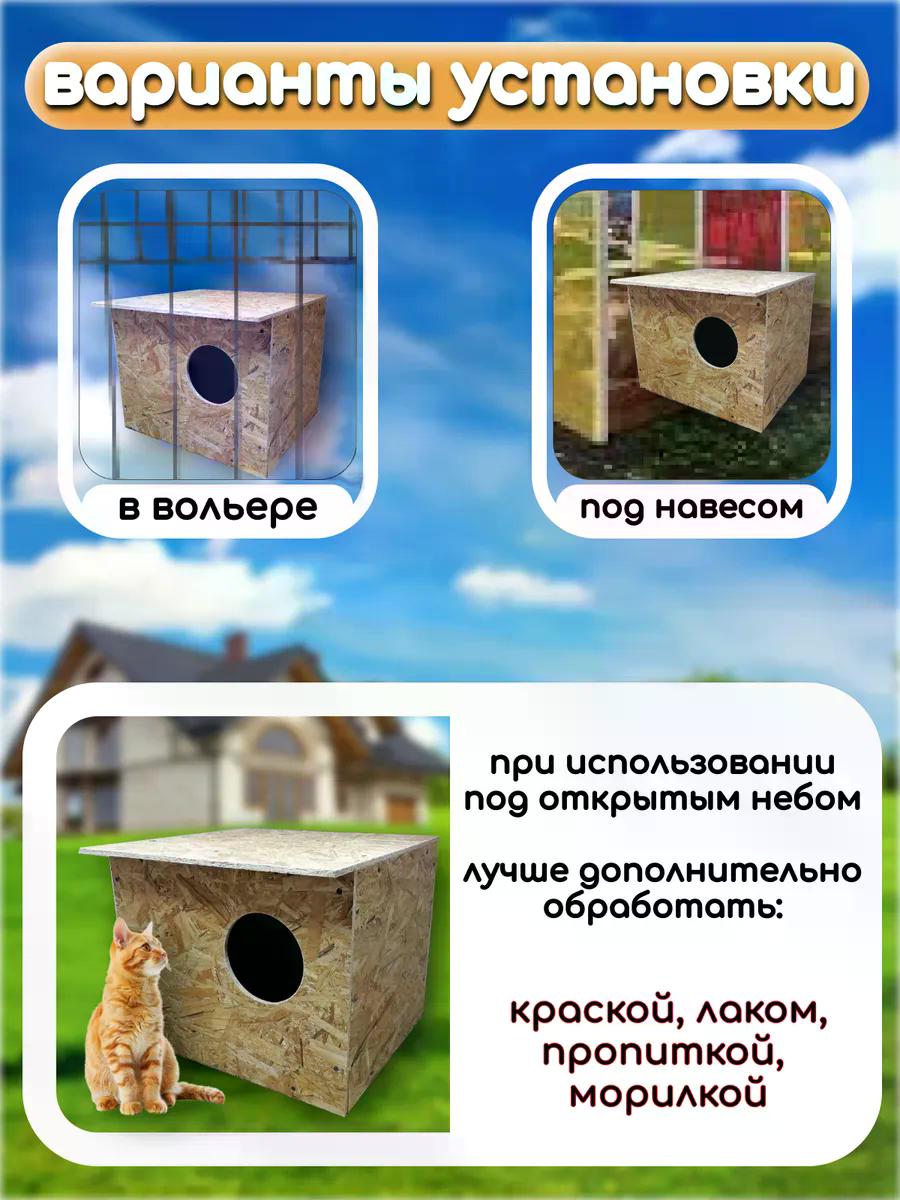 варианты установки
в вольере
под навесом
при использовании
под открытым небом
лучше дополнительно
обработать:
краской, лаком,
пропиткой,
морилкой